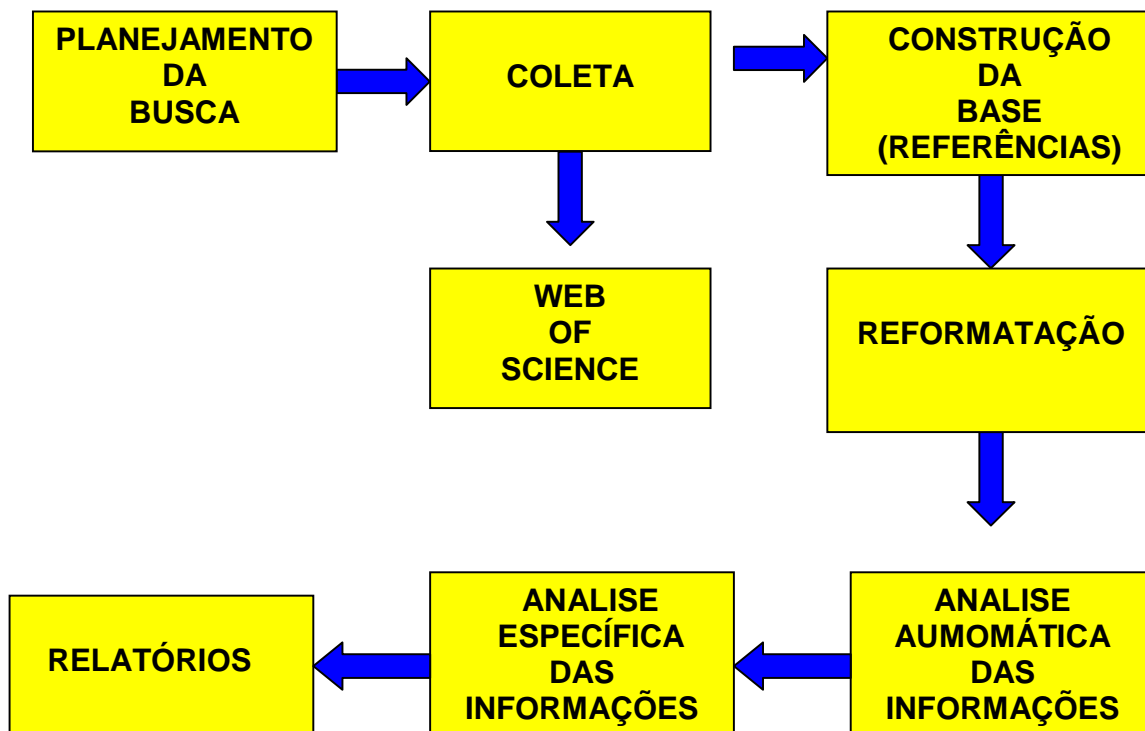 PLANEJAMENTO
DA
BUSCA
COLETA
CONSTRUÇÃO
DA
BASE
(REFERÊNCIAS)
WEB
OF
SCIENCE
REFORMATAÇÃO
RELATÓRIOS
ANALISE
ESPECÍFICA
DAS
INFORMAÇÕES
ANALISE
AUMOMÁTICA
DAS
INFORMAÇÕES